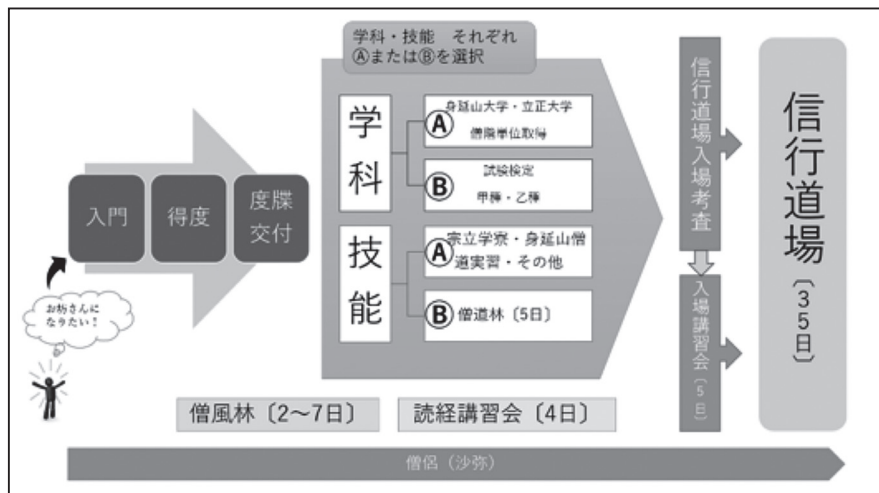 学科・技能 それぞれ
ⒶまたはⒷを選択
入門
得度
度牒
交付
お坊さんに
なりたい！
学科
Ⓐ
身延山大学・立正大学
僧階単位取得
Ⓑ
試験検定
甲種・乙種
技能
Ⓐ
宗立学寮・身延山僧
道実習・その他
Ⓑ
僧道林〔5日〕
信行道場入場考査
入場講習会〔5日〕
信行道場〔35日〕
僧風林〔2〜7日〕
読経講習会〔4日〕
僧侶（沙弥）